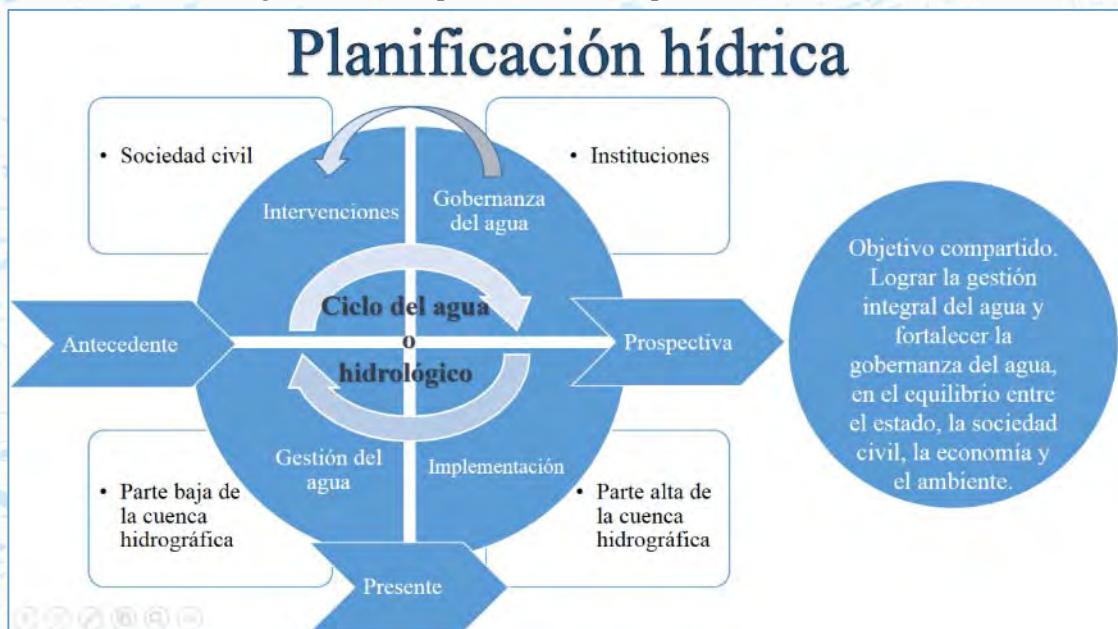 Planificación hídrica
• Sociedad civil
• Instituciones
Intervenciones
Gobernanza
del agua
Ciclo del agua
o
hidrológico
Antecedente
Prospectiva
Objetivo compartido.
Lograr la gestión
integral del agua y
fortalecer la
gobernanza del agua,
en el equilibrio entre
el estado, la sociedad
civil, la economía y
el ambiente.
Gestión del
agua
Implementación
• Parte baja de
la cuenca
hidrográfica
• Parte alta de
la cuenca
hidrográfica
Presente